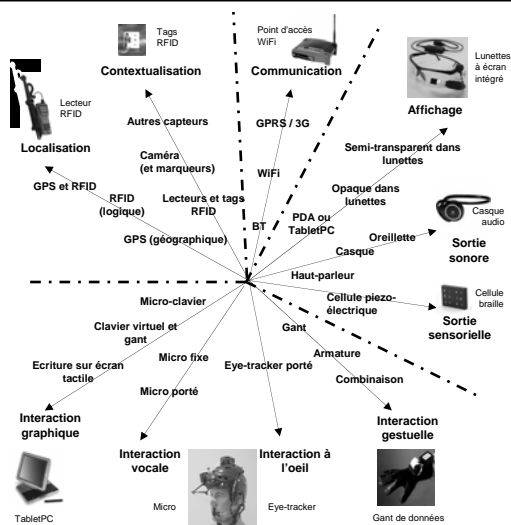 Tags
RFID
Point d'accès
WiFi
Lunettes
à écran
intégré
Contextualisation
Communication
Affichage
Lecteur
RFID
Localisation
Autres capteurs
GPRS / 3G
Caméra
(et marqueurs)
Semi-transparent dans
lunettes
WiFi
GPS et RFID
RFID
(logique)
Lecteurs et tags
RFID
Opaque dans
lunettes
BT
PDA ou
TabletPC
GPS (géographique)
Casque
audio
Oreillette
Casque
Sortie
sonore
Haut-parleur
Cellule piezo-
électrique
Cellule
braille
Sortie
sensorielle
Micro-clavier
Gant
Clavier virtuel et
gant
Micro fixe
Armature
Ecriture sur écran
tactile
Eye-tracker porté
Combinaison
Micro porté
Interaction
graphique
Interaction
gestuelle
Interaction
vocale
Interaction à
l'oeil
TabletPC
Micro
Eye-tracker
Gant de données